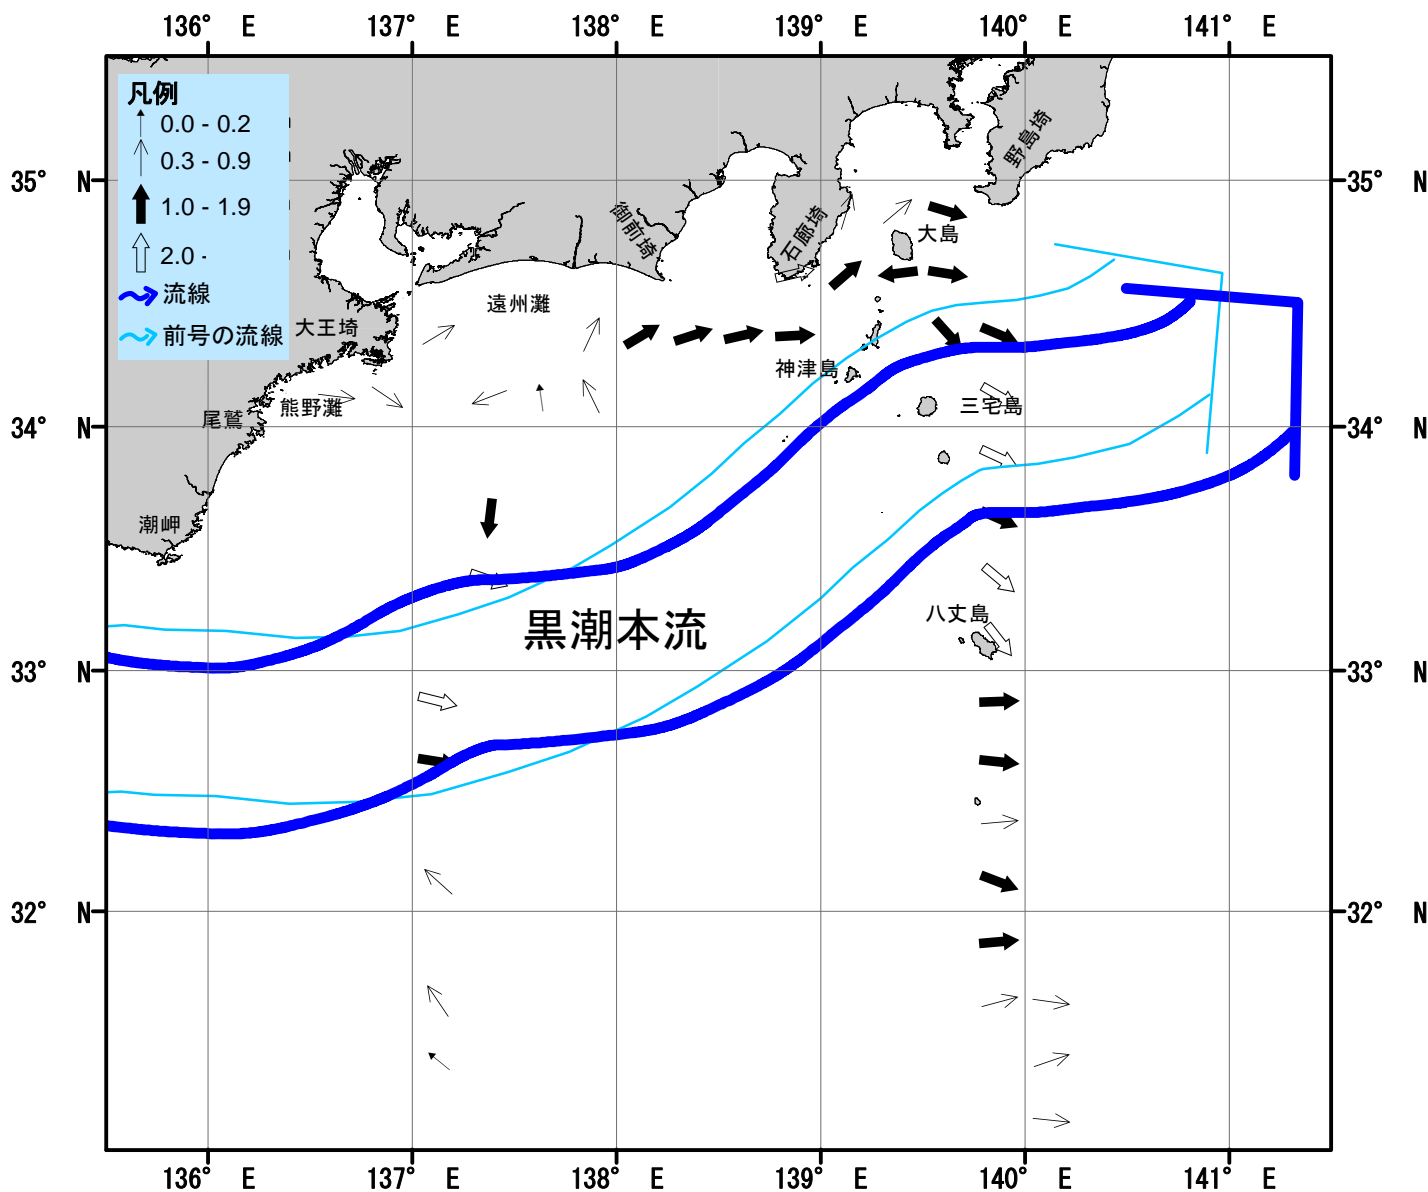 136° E 137° E 138° E 139° E 140° E 141° E
凡例
0.0 - 0.2
0.3 - 0.9
1.0 - 1.9
2.0 -
流線
前号の流線
35° N
35° N
野島埼
石廊埼
御前埼
大島
遠州灘
大王埼
神津島
熊野灘
尾鷲
三宅島
34° N
34° N
潮岬
八丈島
黒潮本流
33° N
33° N
32° N
32° N
136° E 137° E 138° E 139° E 140° E 141° E